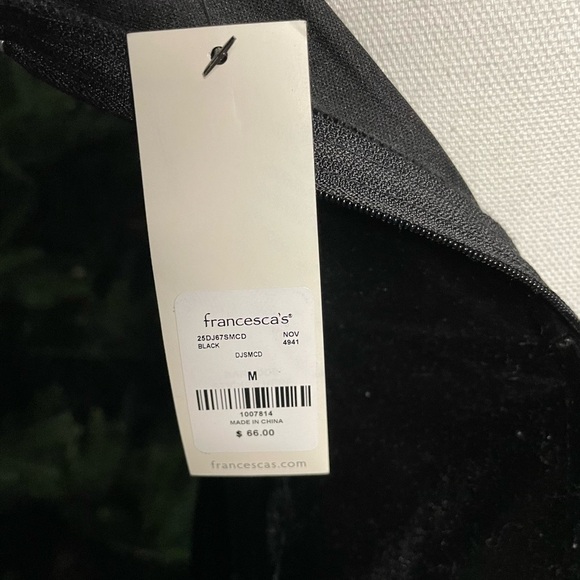 francesca's®
25DJ67SMCD NOV
BLACK 4941
DJSMCD
M
1007814
MADE IN CHINA
$ 66.00
francescas.com